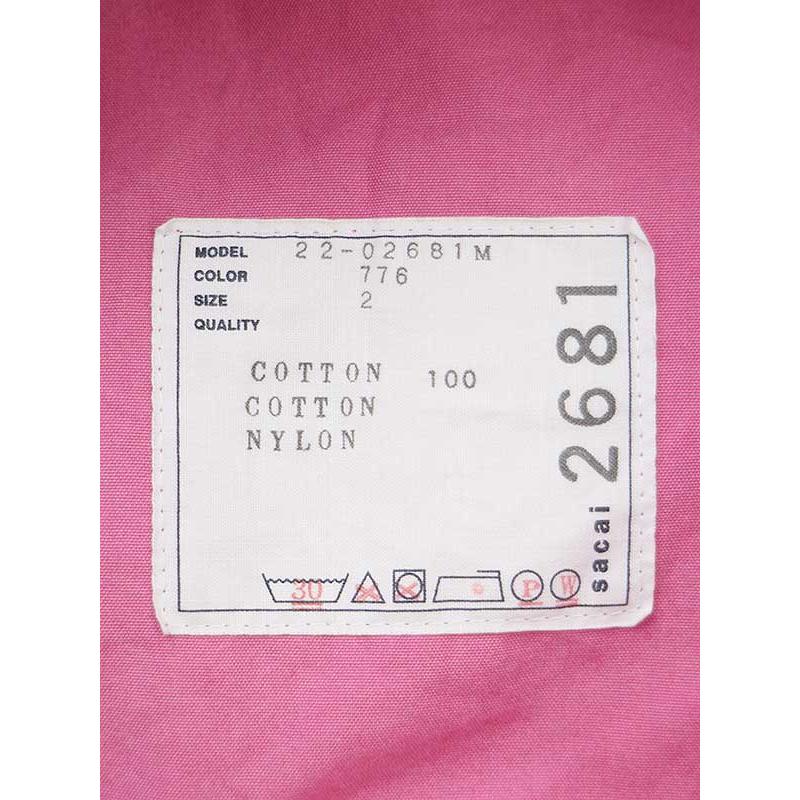 MODEL 22-02681M
COLOR 776
SIZE 2
QUALITY
COTTON 100
COTTON
NYLON
30 P W
sacai 2681